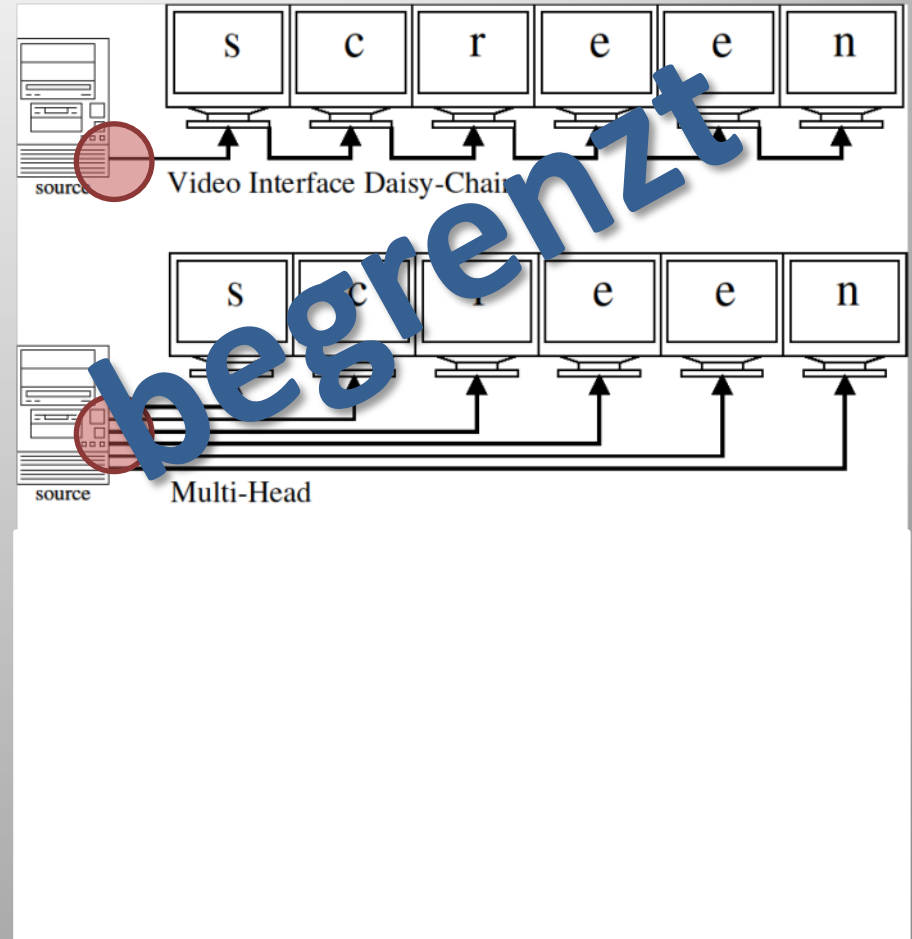 s c r e e n
source
Video Interface Daisy-Chain
begrenzt
s c r e e n
source
Multi-Head